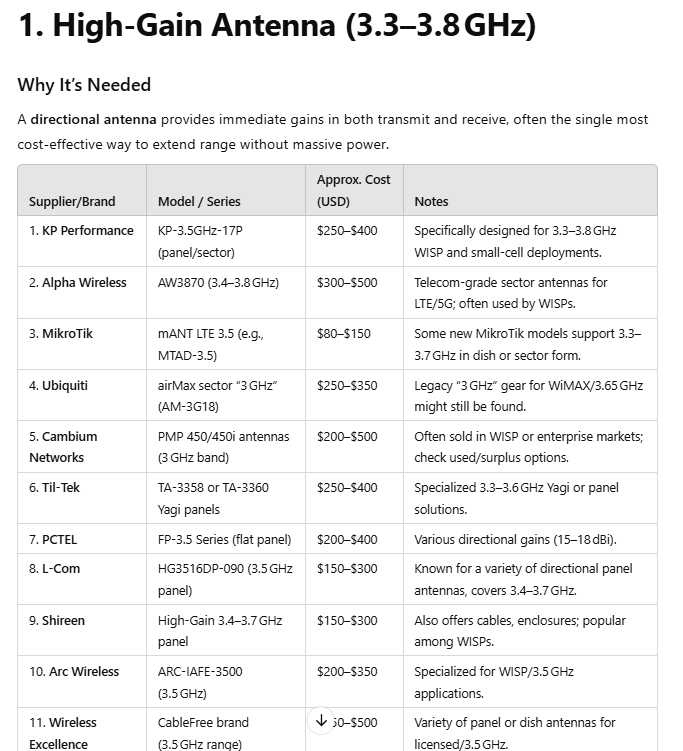 1. High-Gain Antenna (3.3–3.8 GHz)
Why It's Needed
A directional antenna provides immediate gains in both transmit and receive, often the single most
cost-effective way to extend range without massive power.
Supplier/Brand Model / Series Approx. Cost (USD) Notes
1. KP Performance KP-3.5GHz-17P (panel/sector) $250–$400 Specifically designed for 3.3–3.8 GHz WISP and small-cell deployments.
2. Alpha Wireless AW3870 (3.4–3.8 GHz) $300–$500 Telecom-grade sector antennas for LTE/5G; often used by WISPs.
3. MikroTik mANT LTE 3.5 (e.g., MTAD-3.5) $80–$150 Some new MikroTik models support 3.3–3.7 GHz in dish or sector form.
4. Ubiquiti airMax sector "3 GHz" (AM-3G18) $250–$350 Legacy "3 GHz" gear for WiMAX/3.65 GHz might still be found.
5. Cambium Networks PMP 450/450i antennas (3 GHz band) $200–$500 Often sold in WISP or enterprise markets; check used/surplus options.
6. Til-Tek TA-3358 or TA-3360 Yagi panels $250–$400 Specialized 3.3–3.6 GHz Yagi or panel solutions.
7. PCTEL FP-3.5 Series (flat panel) $200–$400 Various directional gains (15–18 dBi).
8. L-Com HG3516DP-090 (3.5 GHz panel) $150–$300 Known for a variety of directional panel antennas, covers 3.4–3.7 GHz.
9. Shireen High-Gain 3.4–3.7 GHz panel $150–$300 Also offers cables, enclosures; popular among WISPs.
10. Arc Wireless ARC-IAFE-3500 (3.5 GHz) $200–$350 Specialized for WISP/3.5 GHz applications.
11. Wireless Excellence CableFree brand (3.5 GHz range) 50–$500 Variety of panel or dish antennas for licensed/3.5 GHz.